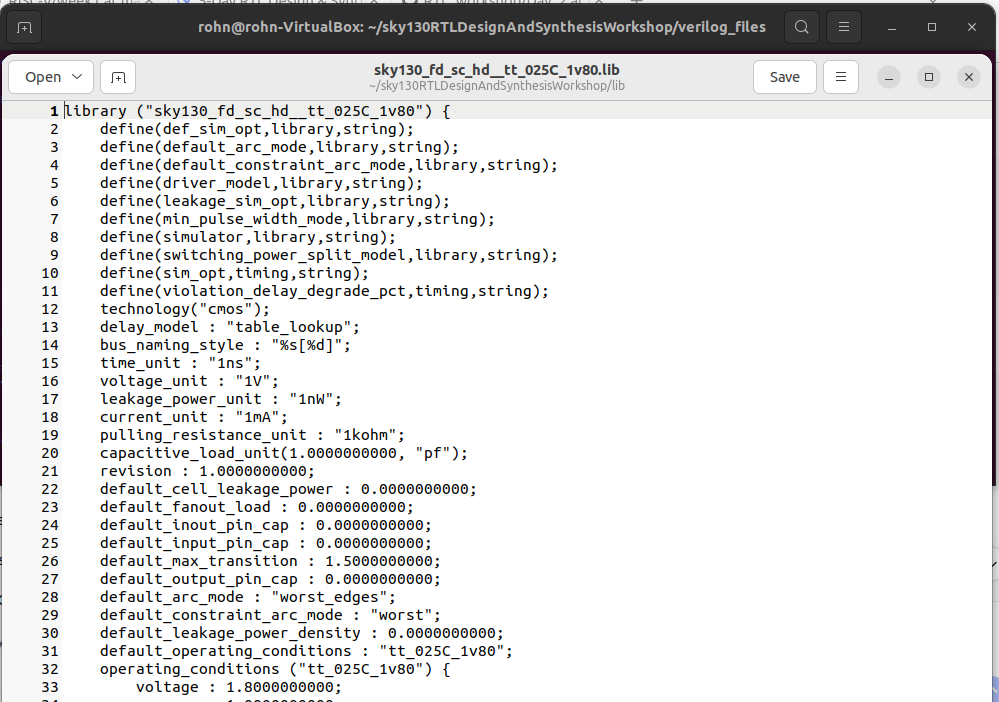 rohn@rohn-VirtualBox: ~/sky130RTLDesignAndSynthesisWorkshop/verilog_files
Open
sky130_fd_sc_hd__tt_025C_1v80.lib
~/sky130RTLDesignAndSynthesisWorkshop/lib
Save
1 library ("sky130_fd_sc_hd__tt_025C_1v80") {
2 define(def_sim_opt,library,string);
3 define(default_arc_mode,library,string);
4 define(default_constraint_arc_mode,library,string);
5 define(driver_model,library,string);
6 define(leakage_sim_opt,library,string);
7 define(min_pulse_width_mode,library,string);
8 define(simulator,library,string);
9 define(switching_power_split_model,library,string);
10 define(sim_opt,timing,string);
11 define(violation_delay_degrade_pct,timing,string);
12 technology("cmos");
13 delay_model : "table_lookup";
14 bus_naming_style : "%s[%d]";
15 time_unit : "1ns";
16 voltage_unit : "1V";
17 leakage_power_unit : "1nW";
18 current_unit : "1mA";
19 pulling_resistance_unit : "1kohm";
20 capacitive_load_unit(1.0000000000, "pf");
21 revision : 1.0000000000;
22 default_cell_leakage_power : 0.0000000000;
23 default_fanout_load : 0.0000000000;
24 default_inout_pin_cap : 0.0000000000;
25 default_input_pin_cap : 0.0000000000;
26 default_max_transition : 1.5000000000;
27 default_output_pin_cap : 0.0000000000;
28 default_arc_mode : "worst_edges";
29 default_constraint_arc_mode : "worst";
30 default_leakage_power_density : 0.0000000000;
31 default_operating_conditions : "tt_025C_1v80";
32 operating_conditions ("tt_025C_1v80") {
33 voltage : 1.8000000000;